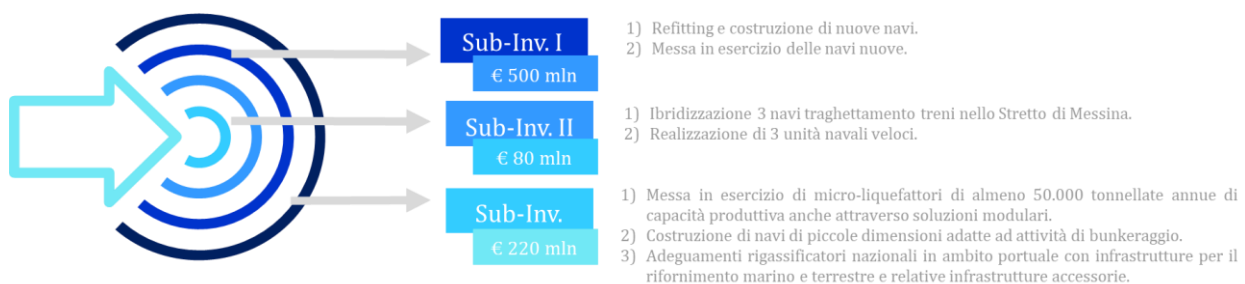 Sub-Inv. I
€ 500 mln
1) Refitting e costruzione di nuove navi.
2) Messa in esercizio delle navi nuove.
Sub-Inv. II
€ 80 mln
1) Ibridizzazione 3 navi traghettamento treni nello Stretto di Messina.
2) Realizzazione di 3 unità navali veloci.
Sub-Inv.
€ 220 mln
1) Messa in esercizio di micro-liquefattori di almeno 50.000 tonnellate annue di
capacità produttiva anche attraverso soluzioni modulari.
2) Costruzione di navi di piccole dimensioni adatte ad attività di bunkeraggio.
3) Adeguamenti rigassificatori nazionali in ambito portuale con infrastrutture per il
rifornimento marino e terrestre e relative infrastrutture accessorie.